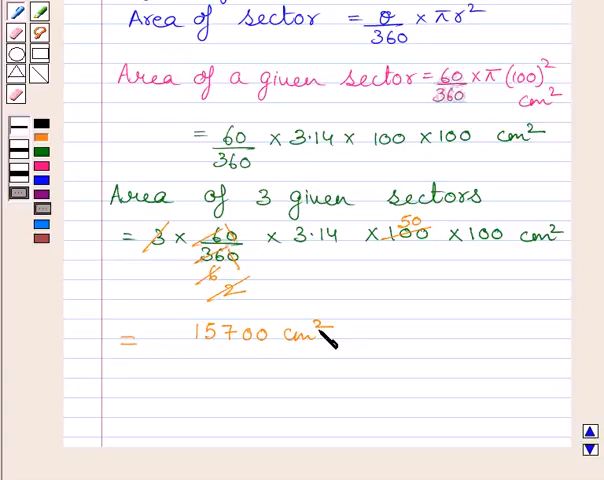 Area of sector = θ/360 × πr²
Area of a given sector = 60/360 × π (100)² cm²
= 60/360 × 3·14 × 100 × 100 cm²
Area of 3 given sectors
50
= 3 × 60/360 × 3·14 × 100 × 100 cm²
6
2
= 15700 cm²